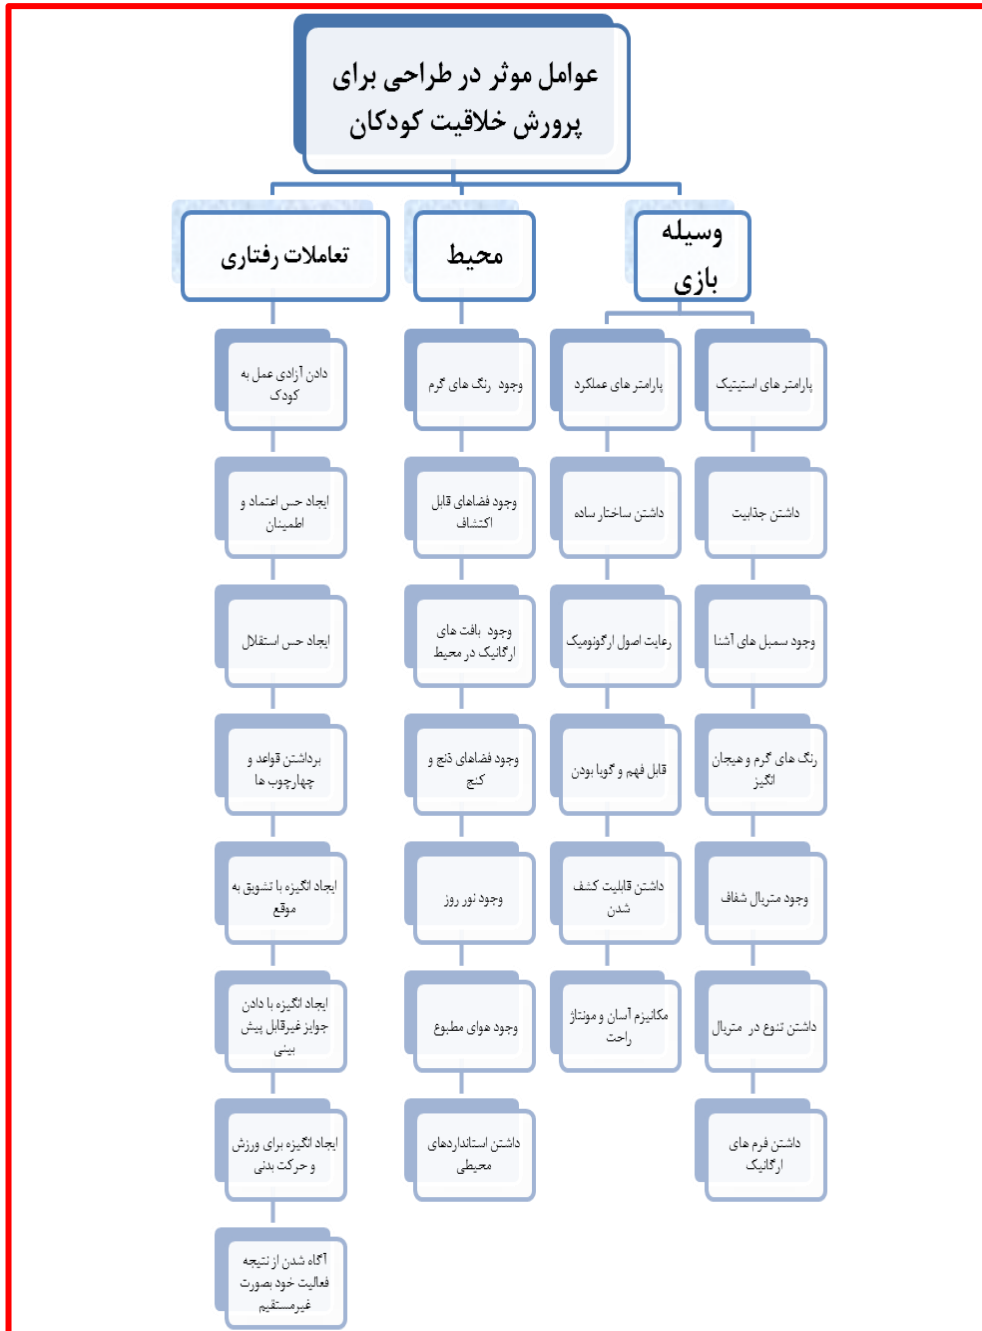 عوامل موثر در طراحی برای
پرورش خلاقیت کودکان
وسیله
بازی
محیط
تعاملات رفتاری
پارامتر های استیتیک
پارامتر های عملکرد
وجود رنگ های گرم
دادن آزادی عمل به
کودک
داشتن جذابیت
داشتن ساختار ساده
وجود فضاهای قابل
اکتشاف
ایجاد حس اعتماد و
اطمینان
وجود سمبل های آشنا
رعایت اصول ارگونومیک
وجود بافت های
ارگانیک در محیط
ایجاد حس استقلال
رنگ های گرم و هیجان
انگیز
قابل فهم و گویا بودن
وجود فضاهای دنج و
کنج
برداشتن قواعد و
چهارچوب ها
وجود متریال شفاف
داشتن قابلیت کشف
شدن
وجود نور روز
ایجاد انگیزه با تشویق به
موقع
داشتن تنوع در متریال
مکانیزم آسان و مونتاژ
راحت
وجود هوای مطبوع
ایجاد انگیزه با دادن
جوایز غیرقابل پیش
بینی
داشتن فرم های
ارگانیک
داشتن استانداردهای
محیطی
ایجاد انگیزه برای ورزش
و حرکت بدنی
آگاه شدن از نتیجه
فعالیت خود بصورت
غیرمستقیم